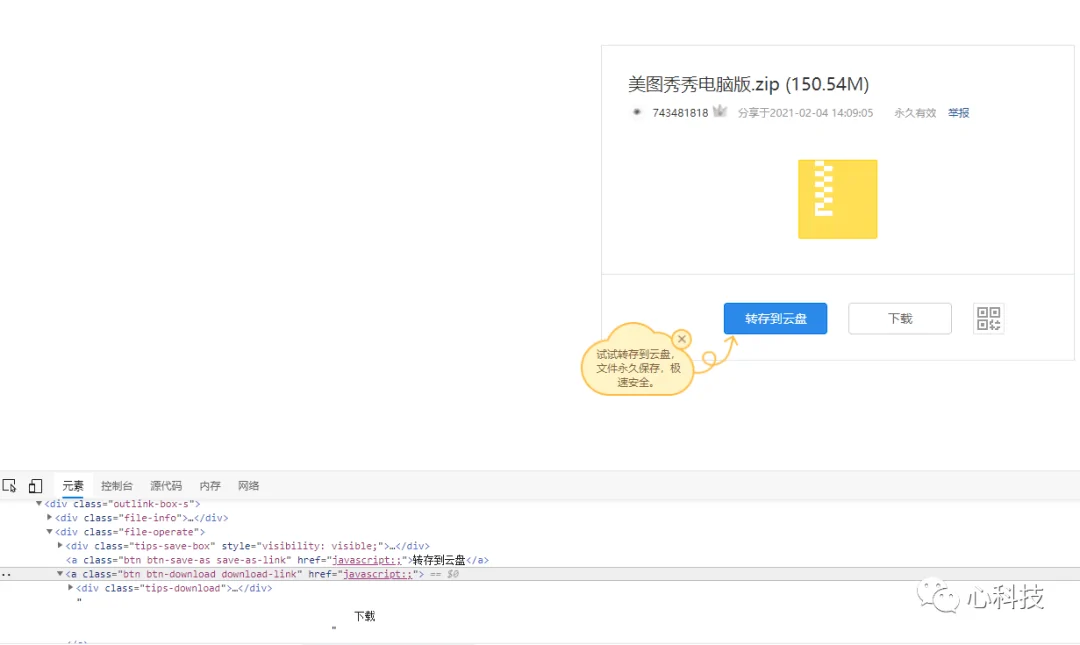 美图秀秀电脑版.zip (150.54M)
743481818 分享于2021-02-04 14:09:05 永久有效 举报
转存到云盘 下载
试试转存到云盘，
文件永久保存，极
速安全。
元素 控制台 源代码 内存 网络
▼<div class="outlink-box-s">
▶<div class="file-info">…</div>
▼<div class="file-operate">
▶<div class="tips-save-box" style="visibility: visible;">…</div>
<a class="btn btn-save-as save-as-link" href="javascript:;">转存到云盘</a>
▼<a class="btn btn-download download-link" href="javascript:;"> == $0
▶<div class="tips-download">…</div>
"
下载
"
心科技